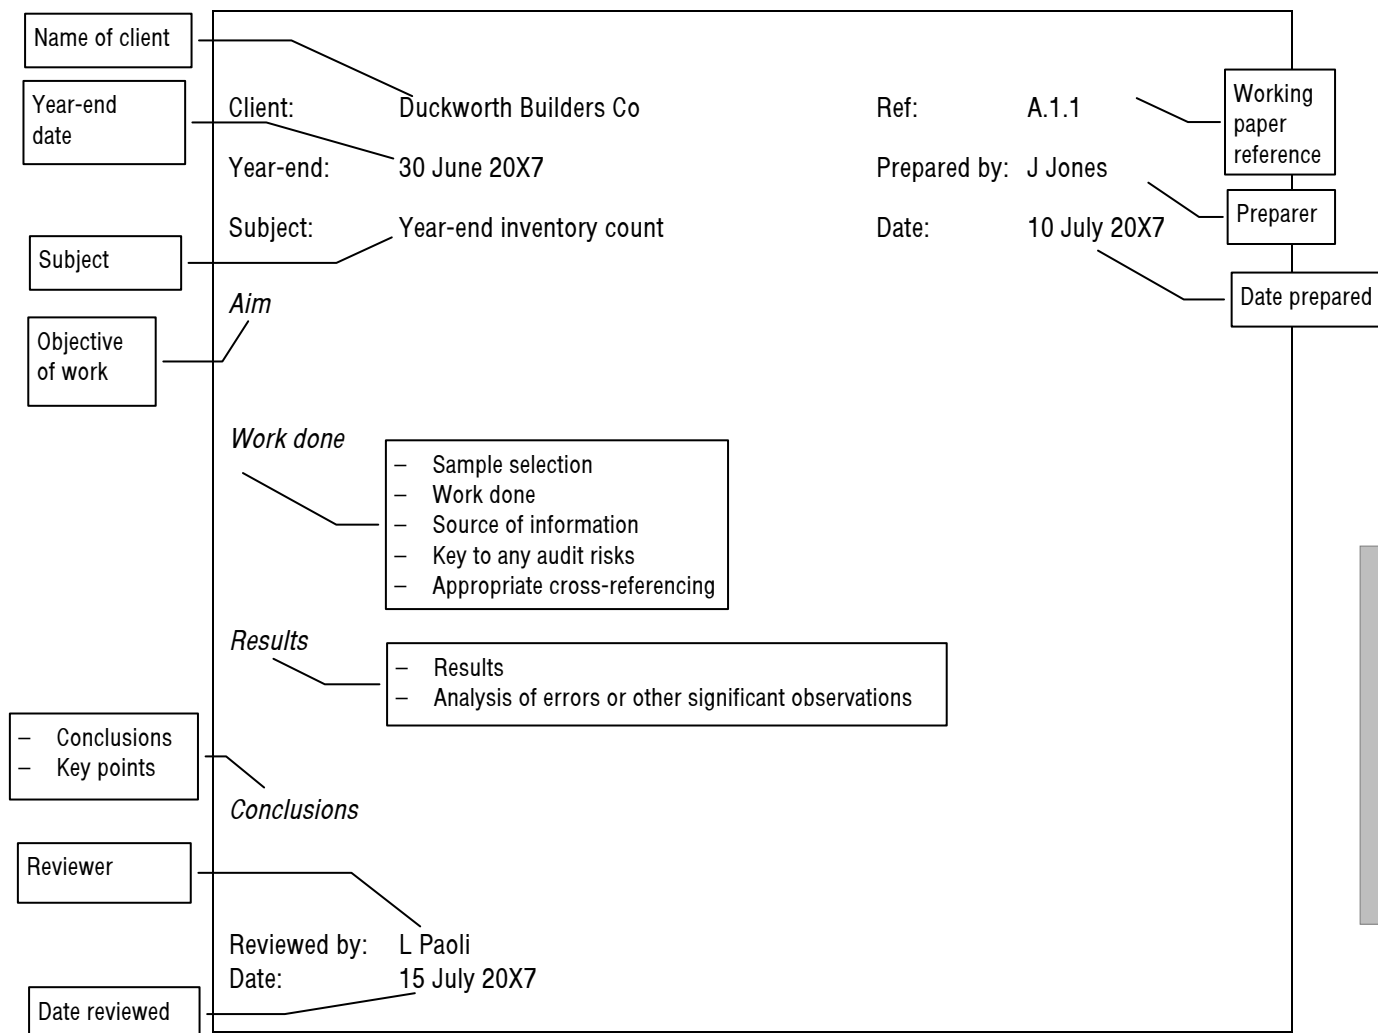 Name of client
Year-end
date
Client: Duckworth Builders Co Ref: A.1.1
Working
paper
reference
Year-end: 30 June 20X7 Prepared by: J Jones
Preparer
Subject: Year-end inventory count Date: 10 July 20X7
Subject
Date prepared
Aim
Objective
of work
Work done
– Sample selection
– Work done
– Source of information
– Key to any audit risks
– Appropriate cross-referencing
Results
– Results
– Analysis of errors or other significant observations
– Conclusions
– Key points
Conclusions
Reviewer
Reviewed by: L Paoli
Date: 15 July 20X7
Date reviewed